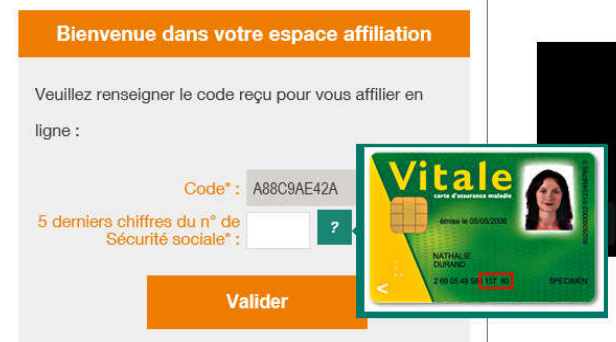 Bienvenue dans votre espace affiliation
Veuillez renseigner le code reçu pour vous affilier en
ligne :
Code* : A88C9AE42A
5 derniers chiffres du n° de
Sécurité sociale* :
?
Valider
Vitale
carte d'assurance maladie
émise le 05/05/2006
NATHALIE
DURAND
2 69 05 49 588 157 80 SPECIMEN